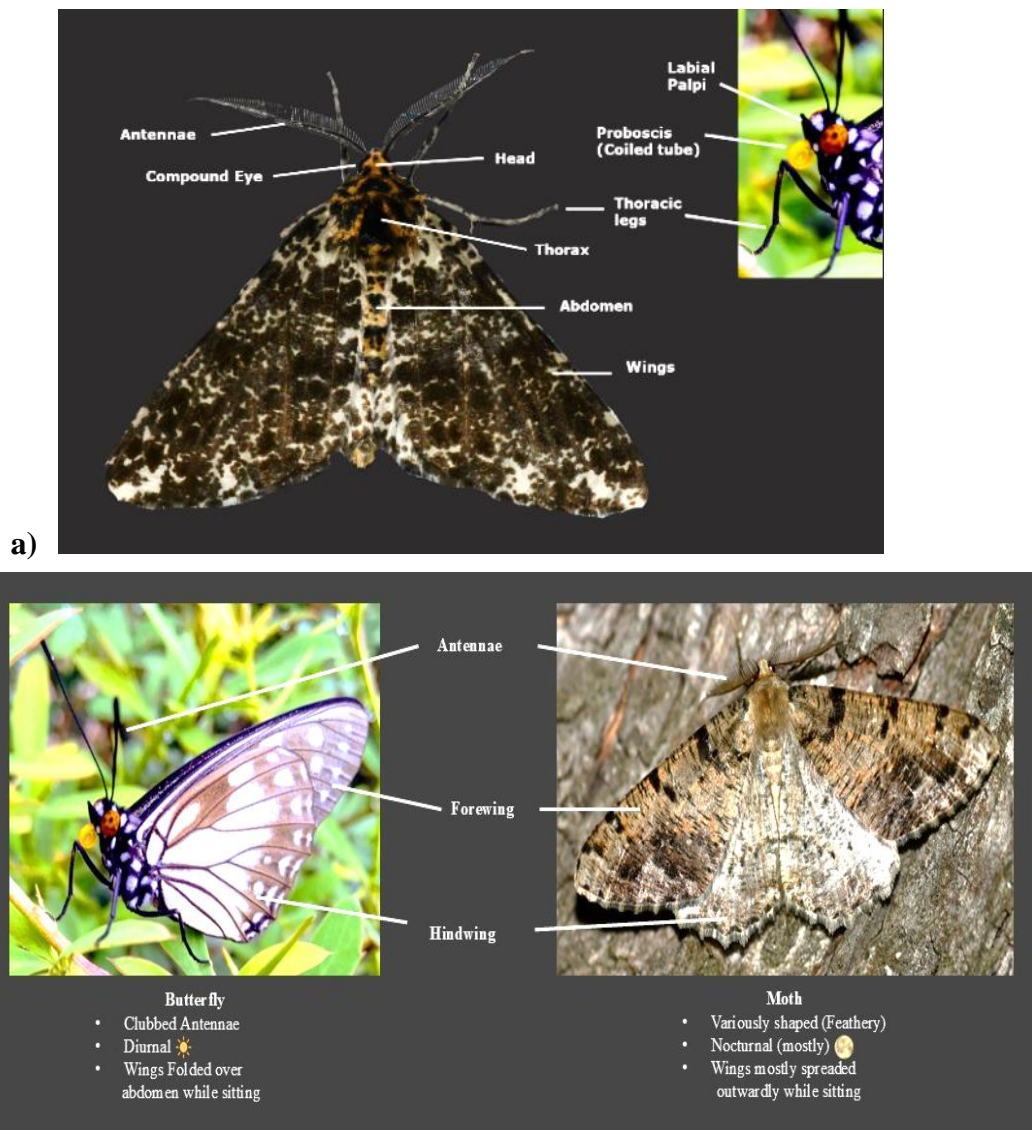 Labial
Palpi
Antennae
Proboscis
(Coiled tube)
Head
Compound Eye
Thoracic
legs
Thorax
Abdomen
Wings
a)
Antennae
Forewing
Hindwing
Butterfly
• Clubbed Antennae
• Diurnal ☀
• Wings Folded over
abdomen while sitting
Moth
• Variously shaped (Feathery)
• Nocturnal (mostly) 🌕
• Wings mostly spreaded
outwardly while sitting